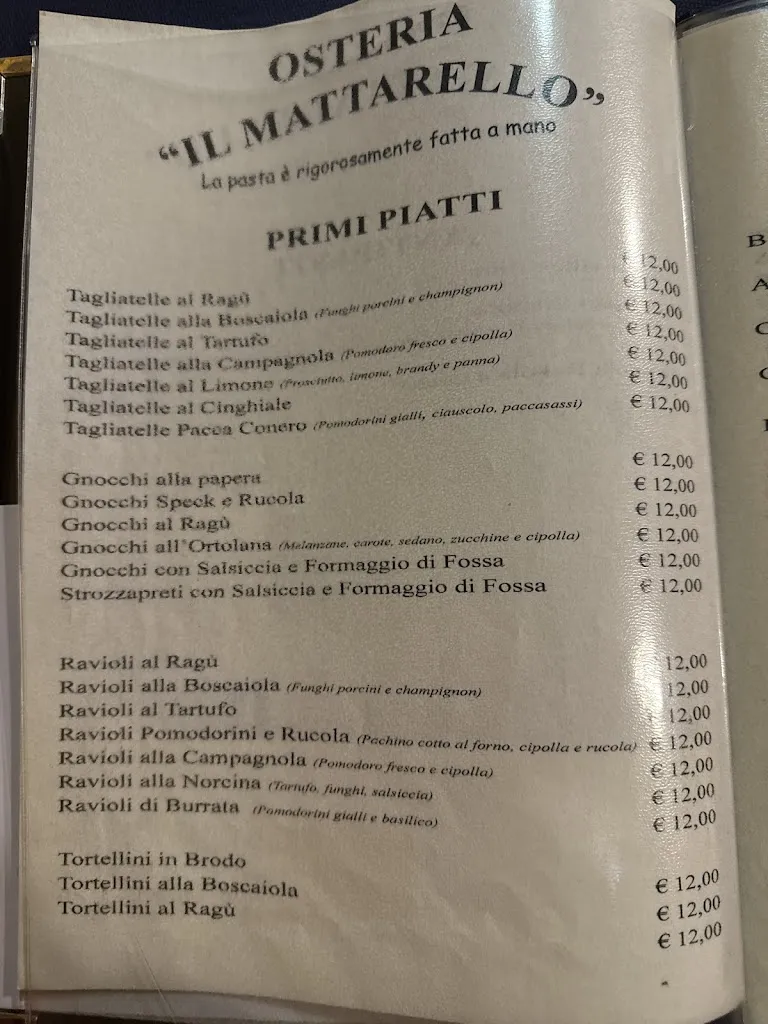 OSTERIA
“IL MATTARELLO”
La pasta è rigorosamente fatta a mano
PRIMI PIATTI
Tagliatelle al Ragù € 12,00
Tagliatelle alla Boscaiola (Funghi porcini e champignon) € 12,00
Tagliatelle al Tartufo € 12,00
Tagliatelle alla Campagnola (Pomodoro fresco e cipolla) € 12,00
Tagliatelle al Limone (Prosciutto, limone, brandy e panna) € 12,00
Tagliatelle al Cinghiale € 12,00
Tagliatelle Pacca Conero (Pomodorini gialli, ciauscolo, paccasassi) € 12,00
Gnocchi alla papera € 12,00
Gnocchi Speck e Rucola € 12,00
Gnocchi al Ragù € 12,00
Gnocchi all'Ortolana (Melanzane, carote, sedano, zucchine e cipolla) € 12,00
Gnocchi con Salsiccia e Formaggio di Fossa € 12,00
Strozzapreti con Salsiccia e Formaggio di Fossa € 12,00
Ravioli al Ragù 12,00
Ravioli alla Boscaiola (Funghi porcini e champignon) 12,00
Ravioli al Tartufo 12,00
Ravioli Pomodorini e Rucola (Pachino cotto al forno, cipolla e rucola) € 12,00
Ravioli alla Campagnola (Pomodoro fresco e cipolla) € 12,00
Ravioli alla Norcina (Tartufo, funghi, salsiccia) € 12,00
Ravioli di Burrata (Pomodorini gialli e basilico) € 12,00
Tortellini in Brodo € 12,00
Tortellini alla Boscaiola € 12,00
Tortellini al Ragù € 12,00